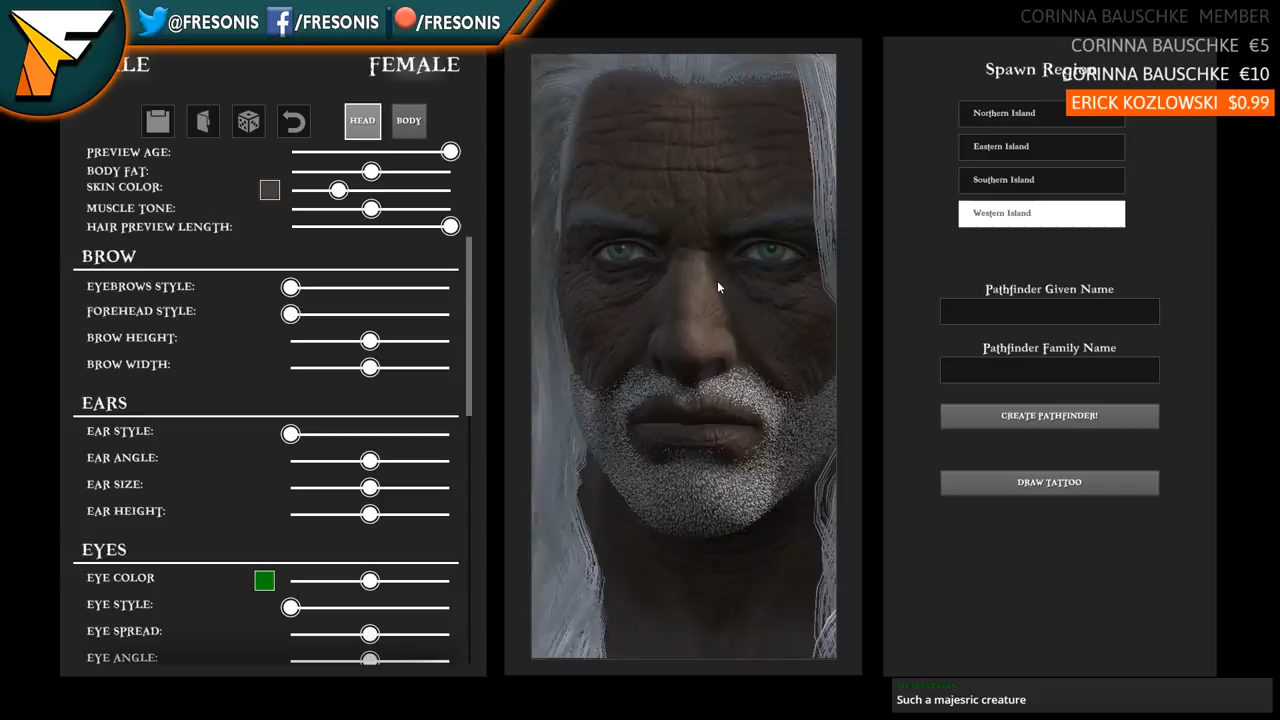 @FRESONIS
/FRESONIS
/FRESONIS
LE
FEMALE
HEAD
BODY
PREVIEW AGE:
BODY FAT:
SKIN COLOR:
MUSCLE TONE:
HAIR PREVIEW LENGTH:
BROW
EYEBROWS STYLE:
FOREHEAD STYLE:
BROW HEIGHT:
BROW WIDTH:
EARS
EAR STYLE:
EAR ANGLE:
EAR SIZE:
EAR HEIGHT:
EYES
EYE COLOR
EYE STYLE:
EYE SPREAD:
EYE ANGLE:
CORINNA BAUSCHKE MEMBER
CORINNA BAUSCHKE €5
Spawn Region
CORINNA BAUSCHKE €10
ERICK KOZLOWSKI $0.99
Northern Island
Eastern Island
Southern Island
Western Island
Pathfinder Given Name
Pathfinder Family Name
CREATE PATHFINDER!
DRAW TATTOO
Such a majesric creature